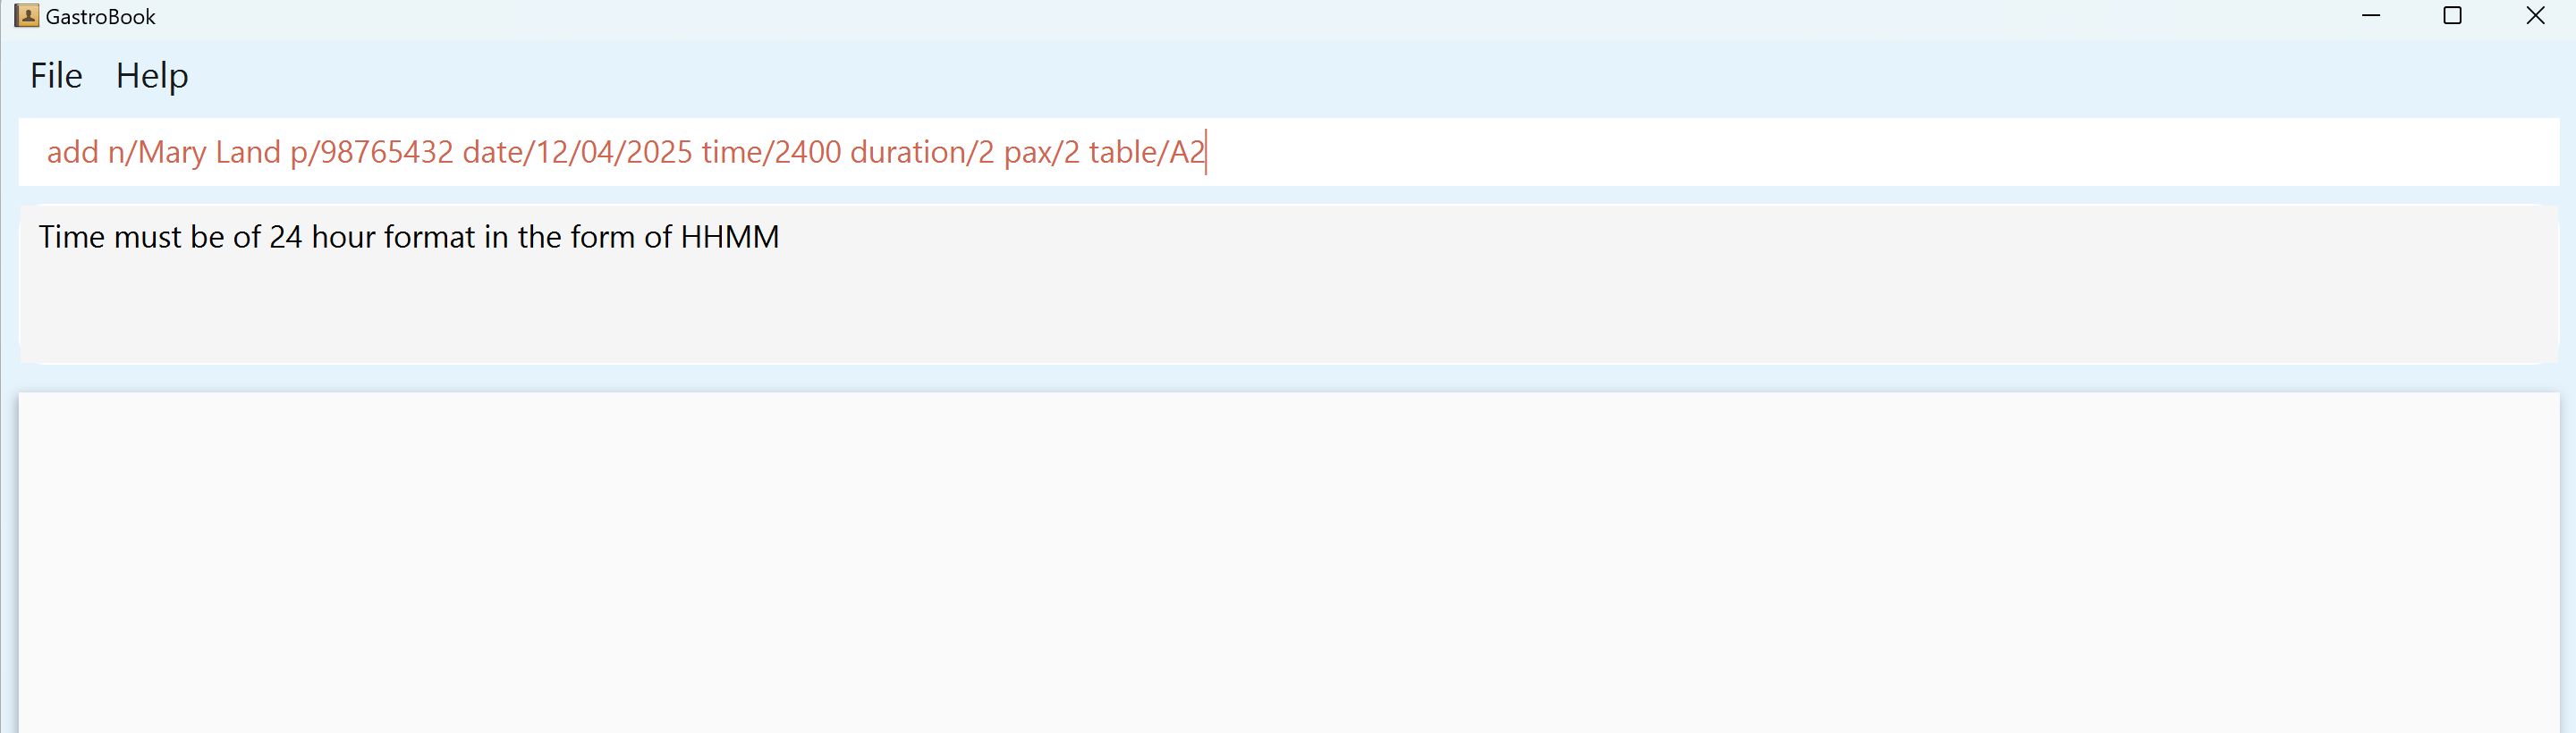 GastroBook
File Help
add n/Mary Land p/98765432 date/12/04/2025 time/2400 duration/2 pax/2 table/A2
Time must be of 24 hour format in the form of HHMM